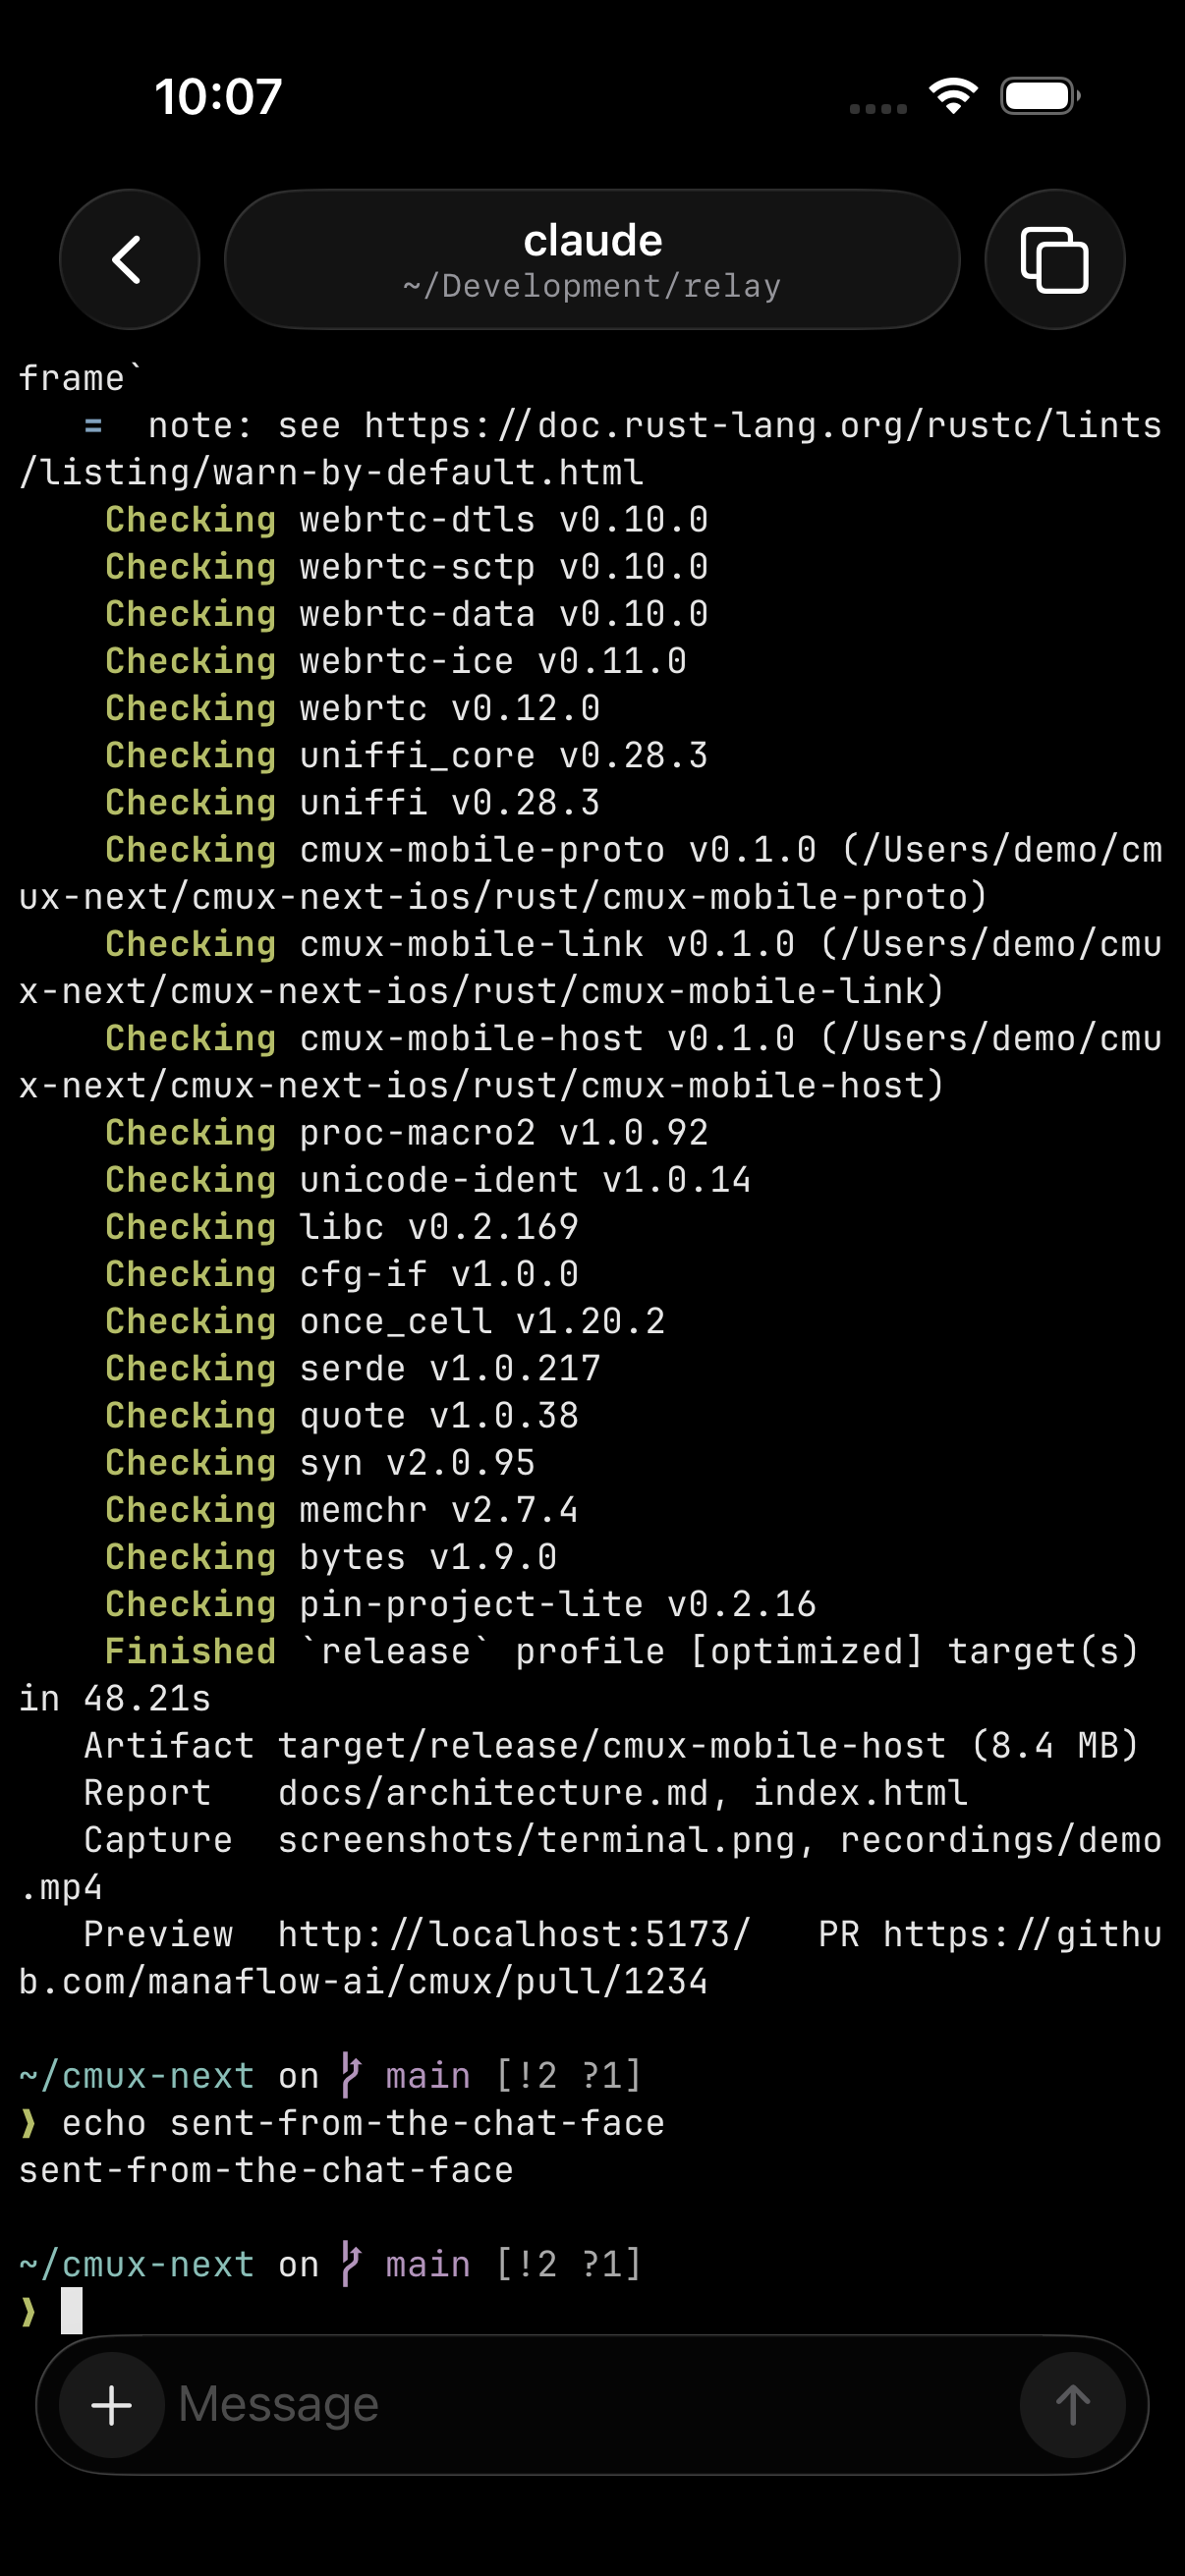 10:07
claude
~/Development/relay
frame`
= note: see https://doc.rust-lang.org/rustc/lints
/listing/warn-by-default.html
Checking webrtc-dtls v0.10.0
Checking webrtc-sctp v0.10.0
Checking webrtc-data v0.10.0
Checking webrtc-ice v0.11.0
Checking webrtc v0.12.0
Checking uniffi_core v0.28.3
Checking uniffi v0.28.3
Checking cmux-mobile-proto v0.1.0 (/Users/demo/cm
ux-next/cmux-next-ios/rust/cmux-mobile-proto)
Checking cmux-mobile-link v0.1.0 (/Users/demo/cmu
x-next/cmux-next-ios/rust/cmux-mobile-link)
Checking cmux-mobile-host v0.1.0 (/Users/demo/cmu
x-next/cmux-next-ios/rust/cmux-mobile-host)
Checking proc-macro2 v1.0.92
Checking unicode-ident v1.0.14
Checking libc v0.2.169
Checking cfg-if v1.0.0
Checking once_cell v1.20.2
Checking serde v1.0.217
Checking quote v1.0.38
Checking syn v2.0.95
Checking memchr v2.7.4
Checking bytes v1.9.0
Checking pin-project-lite v0.2.16
Finished `release` profile [optimized] target(s)
in 48.21s
Artifact target/release/cmux-mobile-host (8.4 MB)
Report docs/architecture.md, index.html
Capture screenshots/terminal.png, recordings/demo
.mp4
Preview http://localhost:5173/ PR https://githu
b.com/manaflow-ai/cmux/pull/1234
~/cmux-next on main [!2 ?1]
❯ echo sent-from-the-chat-face
sent-from-the-chat-face
~/cmux-next on main [!2 ?1]
❯
Message